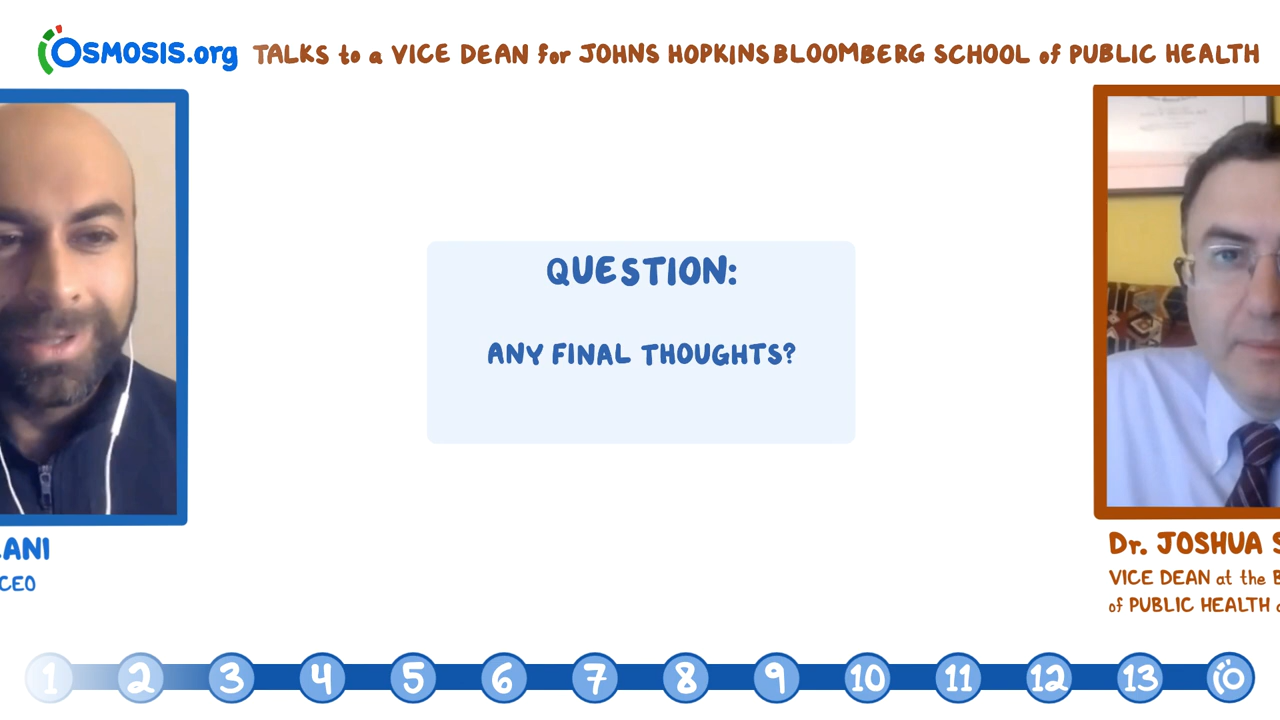 OSMOSIS.org TALKS to a VICE DEAN for JOHNS HOPKINS BLOOMBERG SCHOOL of PUBLIC HEALTH
QUESTION:
ANY FINAL THOUGHTS?
LANI
CEO
Dr. JOSHUA S
VICE DEAN at the B
of PUBLIC HEALTH
1 2 3 4 5 6 7 8 9 10 11 12 13